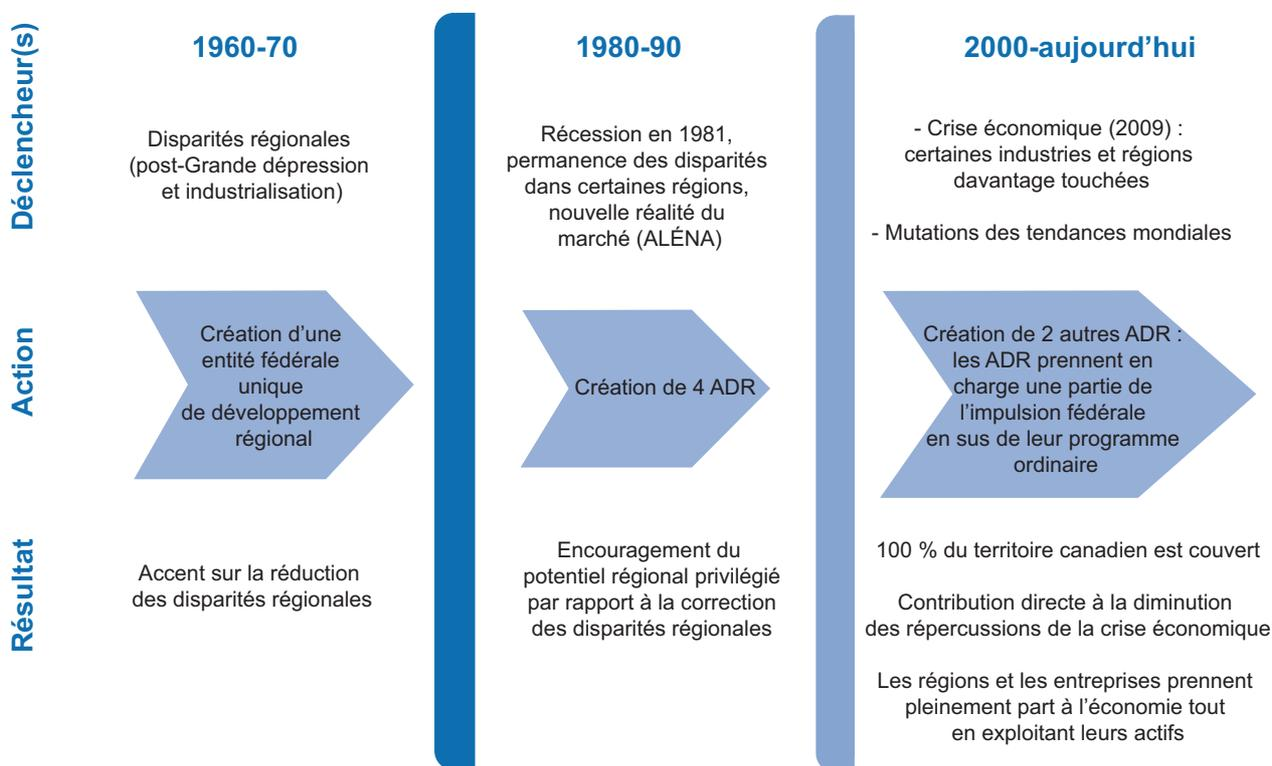 Déclencheur(s)
1960-70
1980-90
2000-aujourd’hui
Disparités régionales
(post-Grande dépression
et industrialisation)
Récession en 1981,
permanence des disparités
dans certaines régions,
nouvelle réalité du
marché (ALÉNA)
- Crise économique (2009) :
certaines industries et régions
davantage touchées
- Mutations des tendances mondiales
Action
Création d’une
entité fédérale
unique
de développement
régional
Création de 4 ADR
Création de 2 autres ADR :
les ADR prennent en
charge une partie de
l’impulsion fédérale
en sus de leur programme
ordinaire
Résultat
Accent sur la réduction
des disparités régionales
Encouragement du
potentiel régional privilégié
par rapport à la correction
des disparités régionales
100 % du territoire canadien est couvert
Contribution directe à la diminution
des répercussions de la crise économique
Les régions et les entreprises prennent
pleinement part à l’économie tout
en exploitant leurs actifs